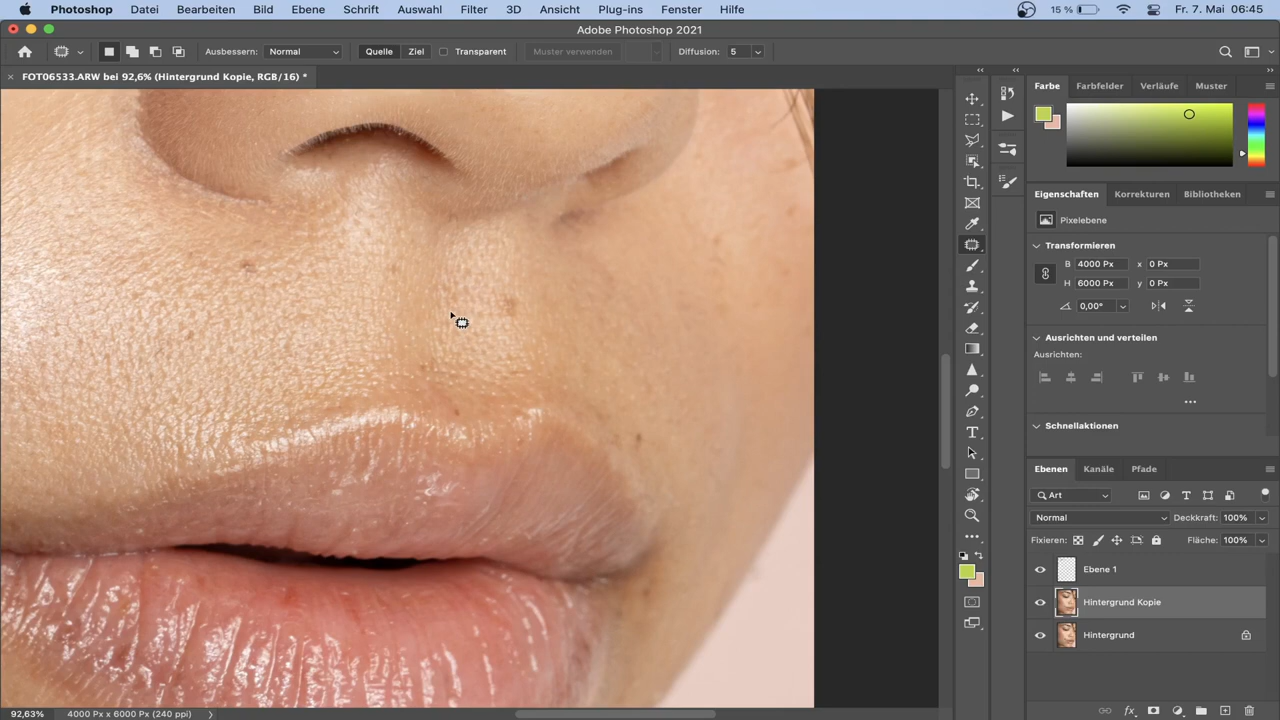 Photoshop Datei Bearbeiten Bild Ebene Schrift Auswahl Filter 3D Ansicht Plug-ins Fenster Hilfe 15 % Fr. 7. Mai 06:45
Adobe Photoshop 2021
Ausbessern: Normal Quelle Ziel Transparent Muster verwenden Diffusion: 5
FOT06533.ARW bei 92,6% (Hintergrund Kopie, RGB/16) *
Farbe Farbfelder Verläufe Muster
Eigenschaften Korrekturen Bibliotheken
Pixelebene
Transformieren
B 4000 Px x 0 Px
H 6000 Px y 0 Px
0,00°
Ausrichten und verteilen
Ausrichten:
Schnellaktionen
Ebenen Kanäle Pfade
Art
Normal Deckkraft: 100%
Fixieren: Fläche: 100%
Ebene 1
Hintergrund Kopie
Hintergrund
92,63% 4000 Px x 6000 Px (240 ppi)